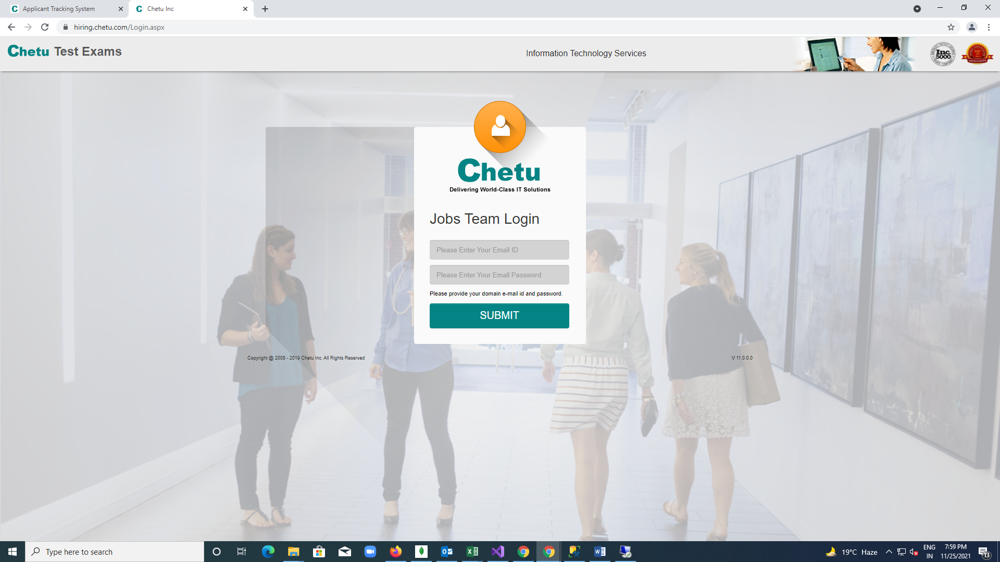 Applicant Tracking System
Chetu Inc
hiring.chetu.com/Login.aspx
Chetu Test Exams
Information Technology Services
Inc. 5000
Chetu
Delivering World-Class IT Solutions
Jobs Team Login
Please Enter Your Email ID
Please Enter Your Email Password
Please provide your domain e-mail id and password.
SUBMIT
Copyright @ 2008 - 2019 Chetu Inc. All Rights Reserved
V 11.0.0.0
Type here to search
19°C Haze
ENG
IN
7:59 PM
11/25/2021
13